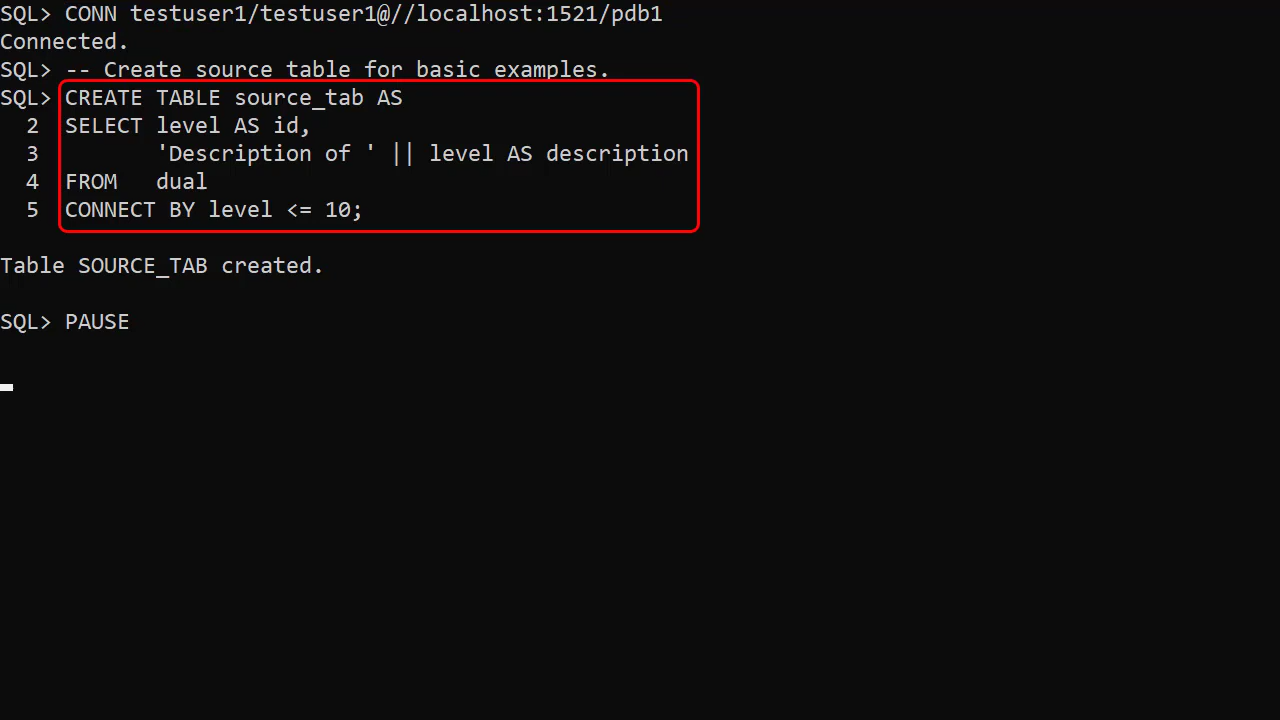 SQL> CONN testuser1/testuser1@//localhost:1521/pdb1
Connected.
SQL> -- Create source table for basic examples.
SQL> CREATE TABLE source_tab AS
  2  SELECT level AS id,
  3         'Description of ' || level AS description
  4  FROM   dual
  5  CONNECT BY level <= 10;
Table SOURCE_TAB created.
SQL> PAUSE